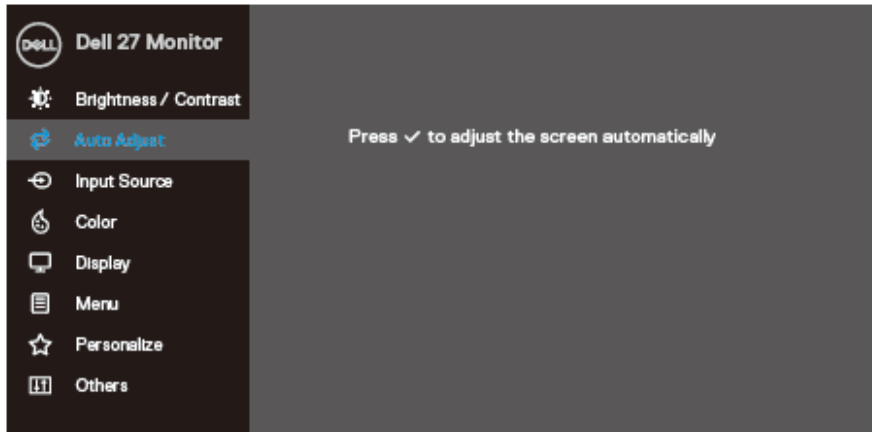 DELL Dell 27 Monitor
Brightness / Contrast
Auto Adjust
Press ✓ to adjust the screen automatically
Input Source
Color
Display
Menu
Personalize
Others